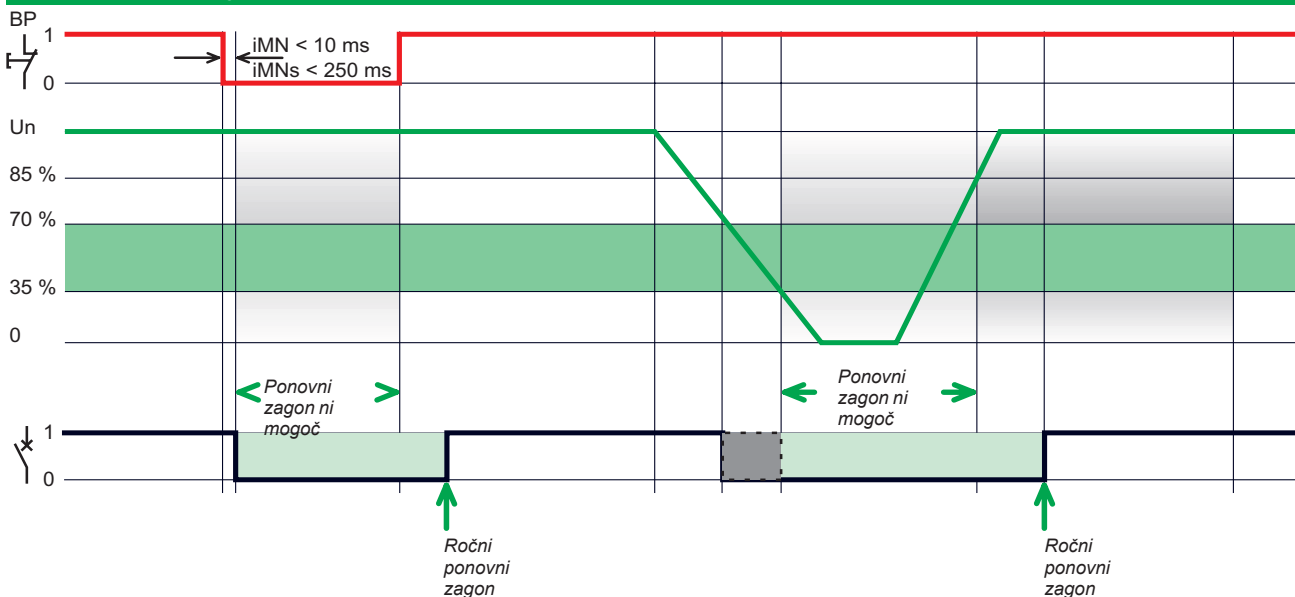 BP
1
iMN < 10 ms
iMNs < 250 ms
0
Un
85 %
70 %
35 %
0
Ponovni
zagon ni
mogoč
Ponovni
zagon ni
mogoč
1
0
Ročni
ponovni
zagon
Ročni
ponovni
zagon